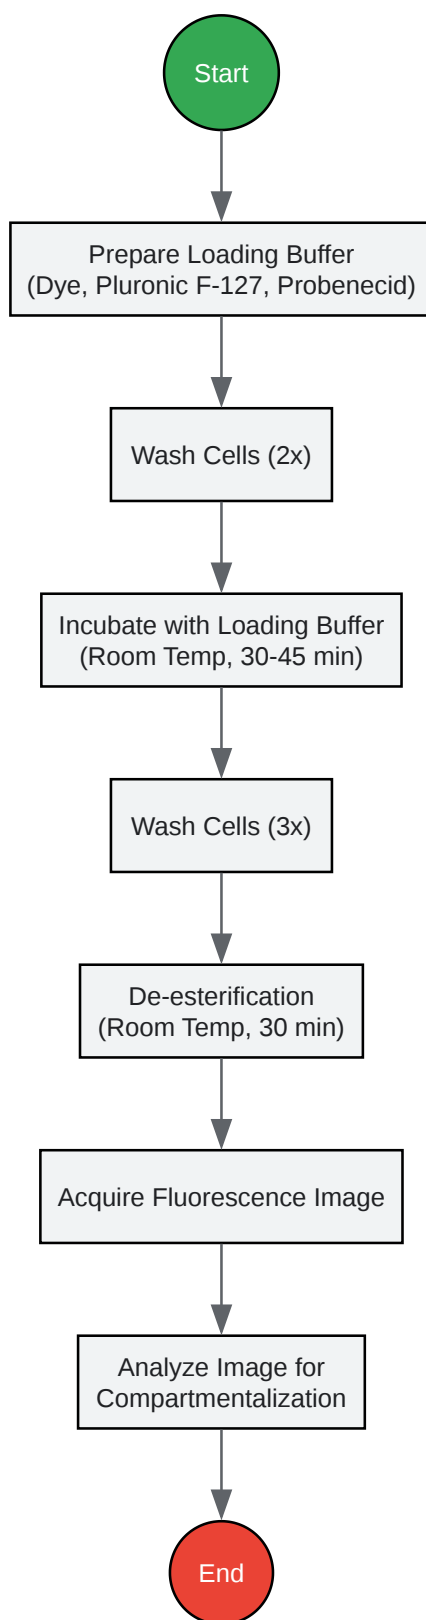 Start
Prepare Loading Buffer
(Dye, Pluronic F-127, Probenecid)
Wash Cells (2x)
Incubate with Loading Buffer
(Room Temp, 30-45 min)
Wash Cells (3x)
De-esterification
(Room Temp, 30 min)
Acquire Fluorescence Image
Analyze Image for
Compartmentalization
End